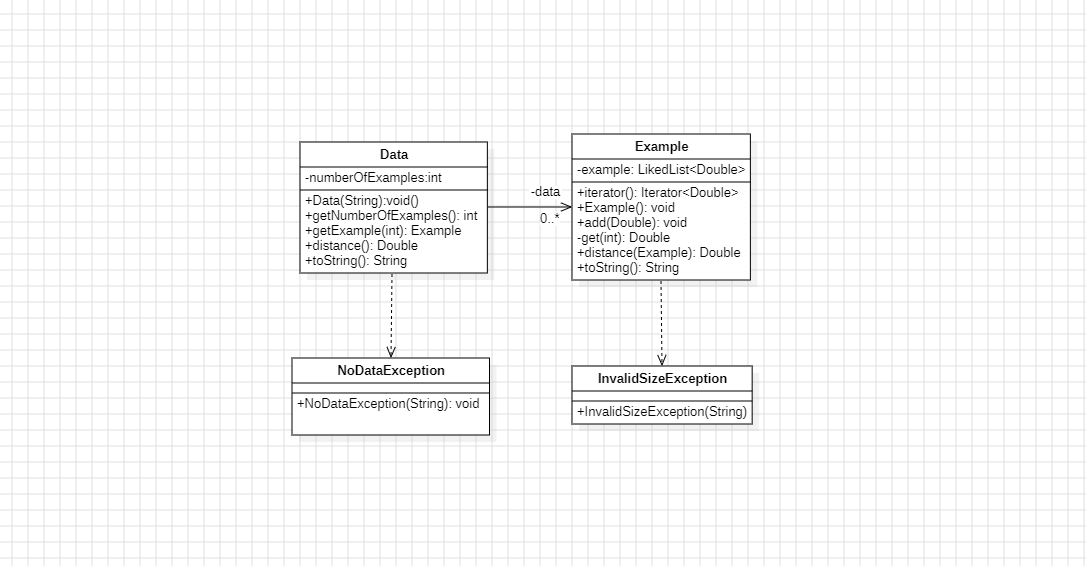 Data
-numberOfExamples:int
+Data(String):void()
+getNumberOfExamples(): int
+getExample(int): Example
+distance(): Double
+toString(): String
-data
0..*
Example
-example: LikedList<Double>
+iterator(): Iterator<Double>
+Example(): void
+add(Double): void
-get(int): Double
+distance(Example): Double
+toString(): String
NoDataException
+NoDataException(String): void
InvalidSizeException
+InvalidSizeException(String)